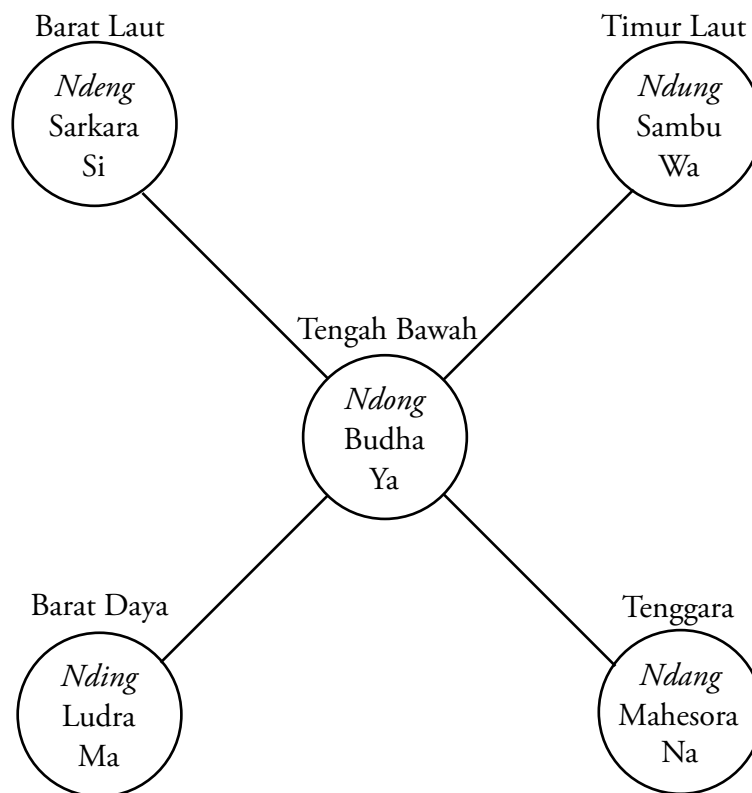 Barat Laut
Ndeng
Sarkara
Si
Timur Laut
Ndung
Sambu
Wa
Tengah Bawah
Ndong
Budha
Ya
Barat Daya
Nding
Ludra
Ma
Tenggara
Ndang
Mahesora
Na